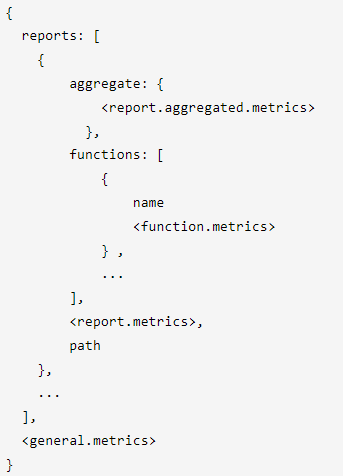 {
  reports: [
    {
        aggregate: {
            <report.aggregated.metrics>
          },
        functions: [
            {
                name
                <function.metrics>
            } ,
            ...
        ],
        <report.metrics>,
        path
    },
    ...
  ],
  <general.metrics>
}